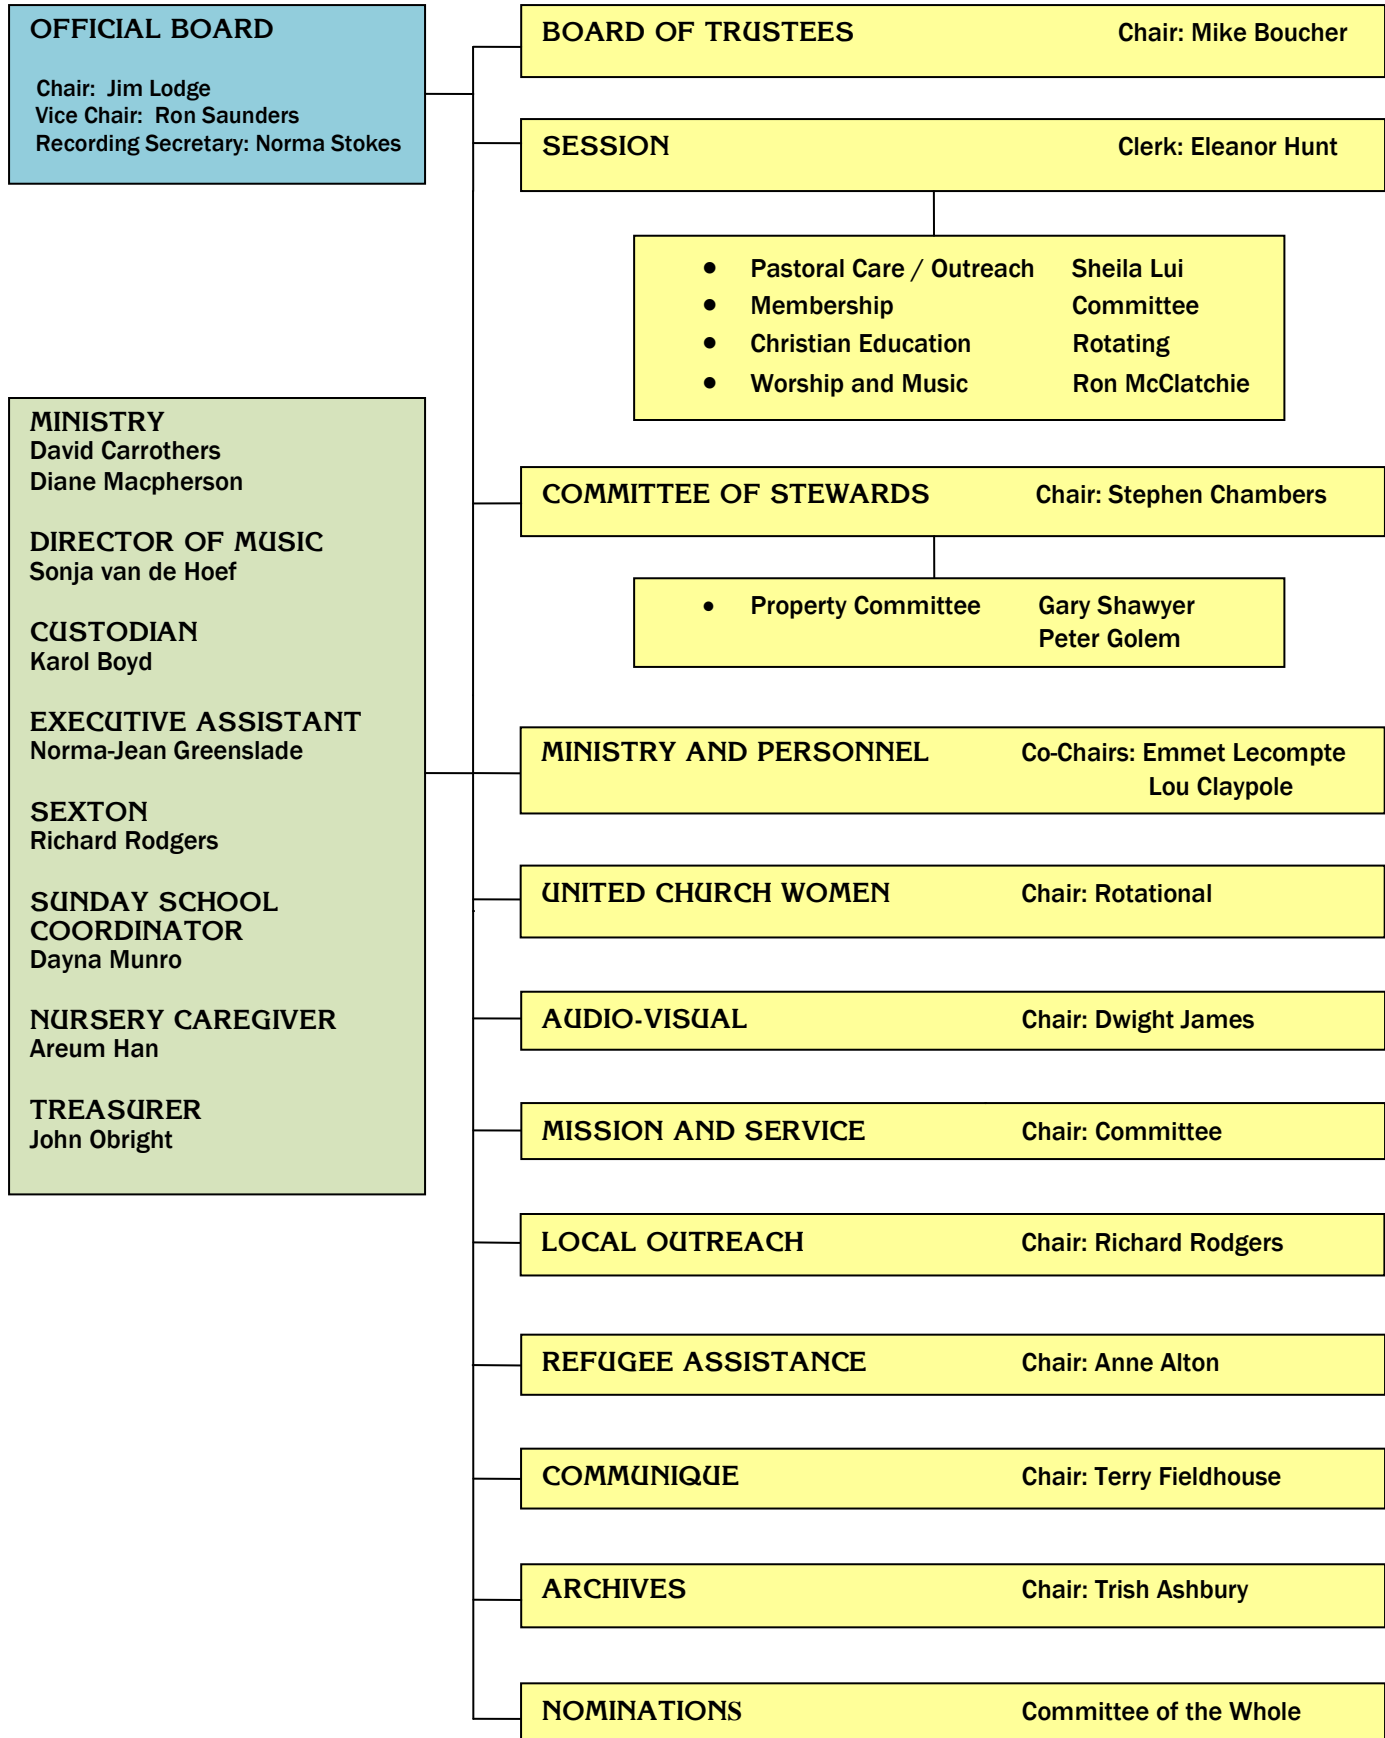 OFFICIAL BOARD
Chair: Jim Lodge
Vice Chair: Ron Saunders
Recording Secretary: Norma Stokes
MINISTRY
David Carrothers
Diane Macpherson
DIRECTOR OF MUSIC
Sonja van de Hoef
CUSTODIAN
Karol Boyd
EXECUTIVE ASSISTANT
Norma-Jean Greenslade
SEXTON
Richard Rodgers
SUNDAY SCHOOL
COORDINATOR
Dayna Munro
NURSERY CAREGIVER
Areum Han
TREASURER
John Obright
BOARD OF TRUSTEES Chair: Mike Boucher
SESSION Clerk: Eleanor Hunt
• Pastoral Care / Outreach Sheila Lui
• Membership Committee
• Christian Education Rotating
• Worship and Music Ron McClatchie
COMMITTEE OF STEWARDS Chair: Stephen Chambers
• Property Committee Gary Shawyer
Peter Golem
MINISTRY AND PERSONNEL Co-Chairs: Emmet Lecompte
Lou Claypole
UNITED CHURCH WOMEN Chair: Rotational
AUDIO-VISUAL Chair: Dwight James
MISSION AND SERVICE Chair: Committee
LOCAL OUTREACH Chair: Richard Rodgers
REFUGEE ASSISTANCE Chair: Anne Alton
COMMUNIQUE Chair: Terry Fieldhouse
ARCHIVES Chair: Trish Ashbury
NOMINATIONS Committee of the Whole